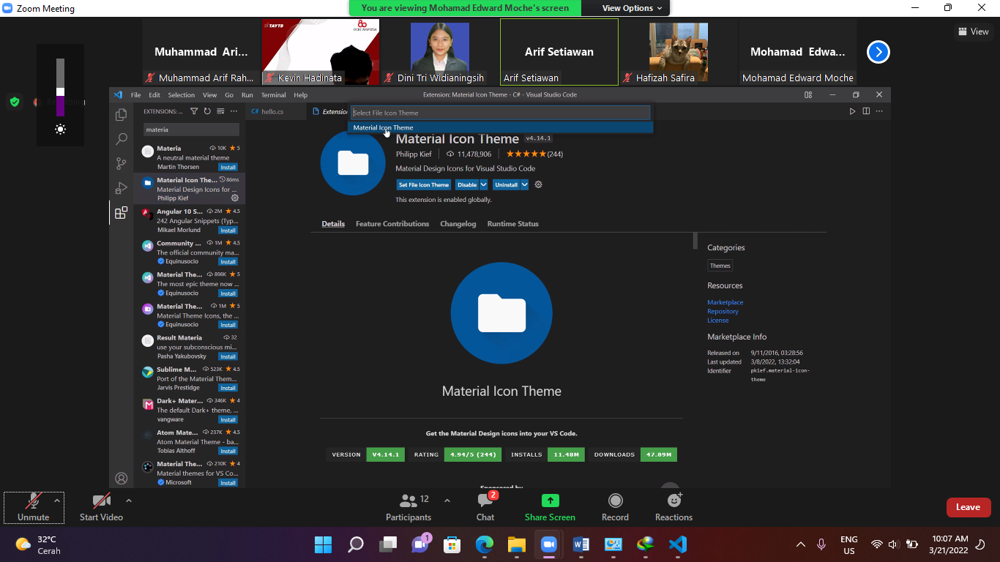 Zoom Meeting
You are viewing Mohamad Edward Moche's screen
View Options
View
TAYTB
OCBC NISP
Muhammad Ari...
Arif Setiawan
Mohamad Edwa...
Muhammad Arif Rah...
Kevin Hadinata
Dini Tri Widianingsih
Arif Setiawan
Hafizah Safira
Mohamad Edward Moche
File Edit Selection View Go Run Terminal Help
Extension: Material Icon Theme - C# - Visual Studio Code
EXTENSIONS: ...
C# hello.cs
Extension
Select File Icon Theme
Material Icon Theme
materia
Materia 10K 5
A neutral material theme
Martin Thorsen Install
Material Icon The... 86ms
Material Design Icons for ...
Philipp Kief
Angular 10 S... 2M 4.5
242 Angular Snippets (Typ...
Mikael Morlund Install
Community ... 1M 4.5
The official community ma...
Equinusocio Install
Material The... 898K 5
The most epic theme now ...
Equinusocio Install
Material The... 1M 5
Material Theme Icons, the ...
Equinusocio Install
Result Materia 32
use your subconscious mi...
Pasha Yakubovsky Install
Sublime M... 523K 4.5
Port of the Material Them...
Jarvis Prestidge Install
Dark+ Mater... 346K 4
The default Dark+ theme, ...
vangware Install
Atom Mate... 237K 4.5
Atom Material Theme - ba...
Tobias Althoff Install
Material The... 210K 4
Material themes for VS Co...
Microsoft Install
Material Icon Theme v4.14.1
Philipp Kief 11,478,906 (244)
Material Design Icons for Visual Studio Code
Set File Icon Theme Disable Uninstall
This extension is enabled globally.
Details Feature Contributions Changelog Runtime Status
Material Icon Theme
Get the Material Design icons into your VS Code.
VERSION V4.14.1 RATING 4.94/5 (244) INSTALLS 11.48M DOWNLOADS 47.89M
Sponsored by
Categories
Themes
Resources
Marketplace
Repository
License
Marketplace Info
Released on 9/11/2016, 03:28:56
Last updated 3/8/2022, 13:32:04
Identifier pkief.material-icon-
theme
Unmute
Start Video
12
Participants
2
Chat
Share Screen
Record
Reactions
Leave
32°C
Cerah
1
ENG
US
10:07 AM
3/21/2022